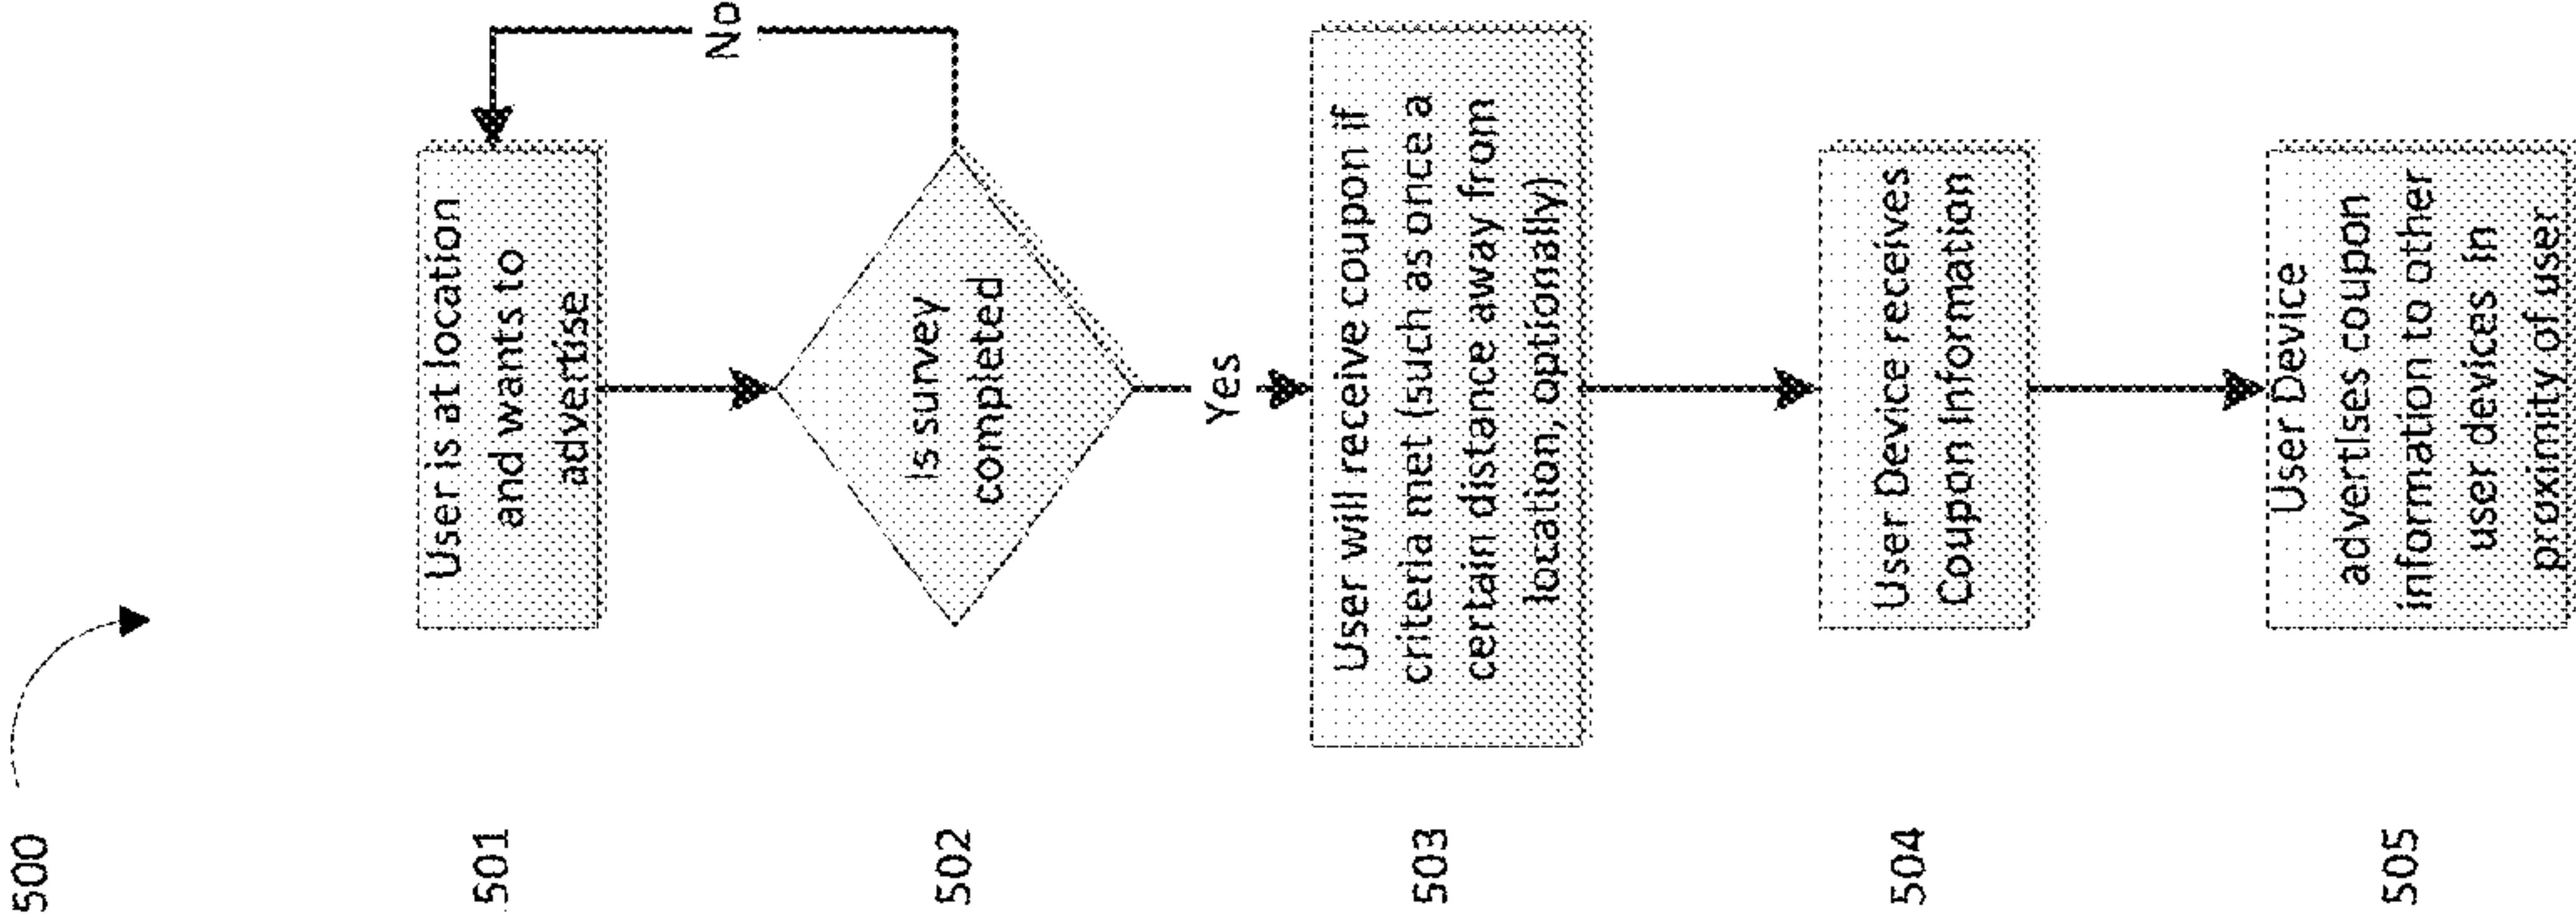 500
501
User is at location
and wants to
advertise
No
502
Is survey
completed
Yes
503
User will receive coupon if
criteria met (such as once a
certain distance away from
location, optionally)
504
User Device receives
Coupon Information
505
User Device
advertises coupon
information to other
user devices in
proximity of user